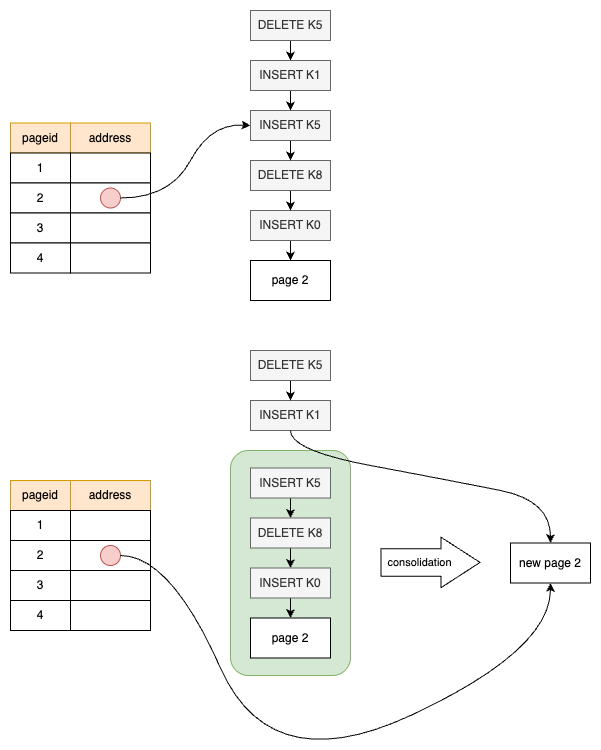 DELETE K5
INSERT K1
INSERT K5
DELETE K8
INSERT K0
page 2
pageid address
1
2
3
4
DELETE K5
INSERT K1
INSERT K5
DELETE K8
INSERT K0
page 2
pageid address
1
2
3
4
consolidation
new page 2